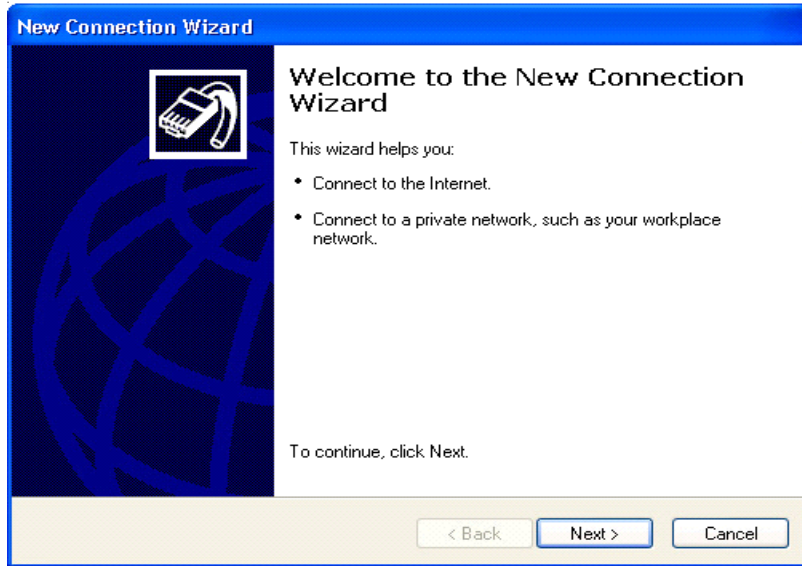 New Connection Wizard
Welcome to the New Connection
Wizard
This wizard helps you:
• Connect to the Internet.
• Connect to a private network, such as your workplace
network.
To continue, click Next.
< Back Next > Cancel